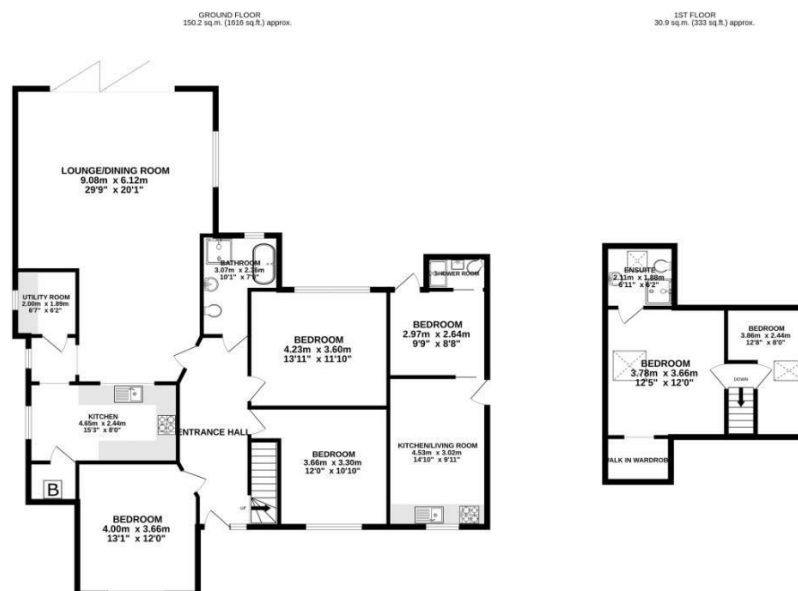 GROUND FLOOR
150.2 sq.m. (1616 sq.ft.) approx.
1ST FLOOR
30.9 sq.m. (333 sq.ft.) approx.
LOUNGE/DINING ROOM
9.08m x 6.12m
29'9" x 20'1"
BATHROOM
3.07m x 2.16m
10'1" x 7'1"
SHOWER ROOM
UTILITY ROOM
2.00m x 1.89m
6'7" x 6'2"
BEDROOM
4.23m x 3.60m
13'11" x 11'10"
BEDROOM
2.97m x 2.64m
9'9" x 8'8"
KITCHEN
4.65m x 2.44m
15'3" x 8'0"
ENTRANCE HALL
KITCHEN/LIVING ROOM
4.53m x 3.02m
14'10" x 9'11"
BEDROOM
3.66m x 3.30m
12'0" x 10'10"
B
BEDROOM
4.00m x 3.66m
13'1" x 12'0"
UP
ENSUITE
2.11m x 1.88m
6'11" x 6'2"
BEDROOM
3.86m x 2.44m
12'8" x 8'0"
BEDROOM
3.78m x 3.66m
12'5" x 12'0"
DOWN
WALK IN WARDROBE